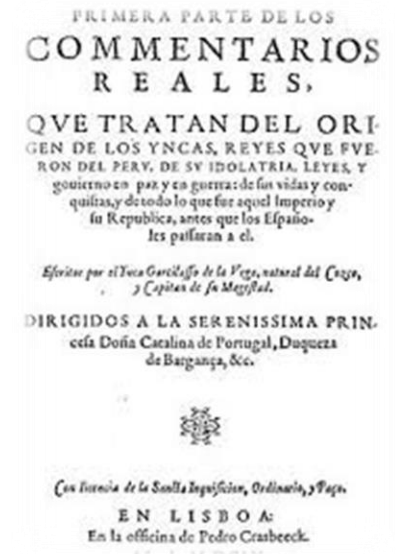 PRIMERA PARTE DE LOS
COMMENTARIOS
REALES,
QVE TRATAN DEL ORI-
GEN DE LOS YNCAS, REYES QVE FVE-
RON DEL PERV, DE SV IDOLATRIA, LEYES, Y
gouierno en paz y en guerra: de sus vidas y con-
quistas, y de todo lo que fue aquel Imperio y
su Republica, antes que los Españo-
les passaran a el.
Escritos por el Ynca Garcilasso de la Vega, natural del Cozco,
y Capitan de su Magestad.
DIRIGIDOS A LA SERENISSIMA PRIN-
cesa Doña Catalina de Portugal, Duqueza
de Bargança, &c.
Con licencia de la Sancta Inquisicion, Ordinario, y Paço.
EN LISBOA:
En la officina de Pedro Crasbeeck.